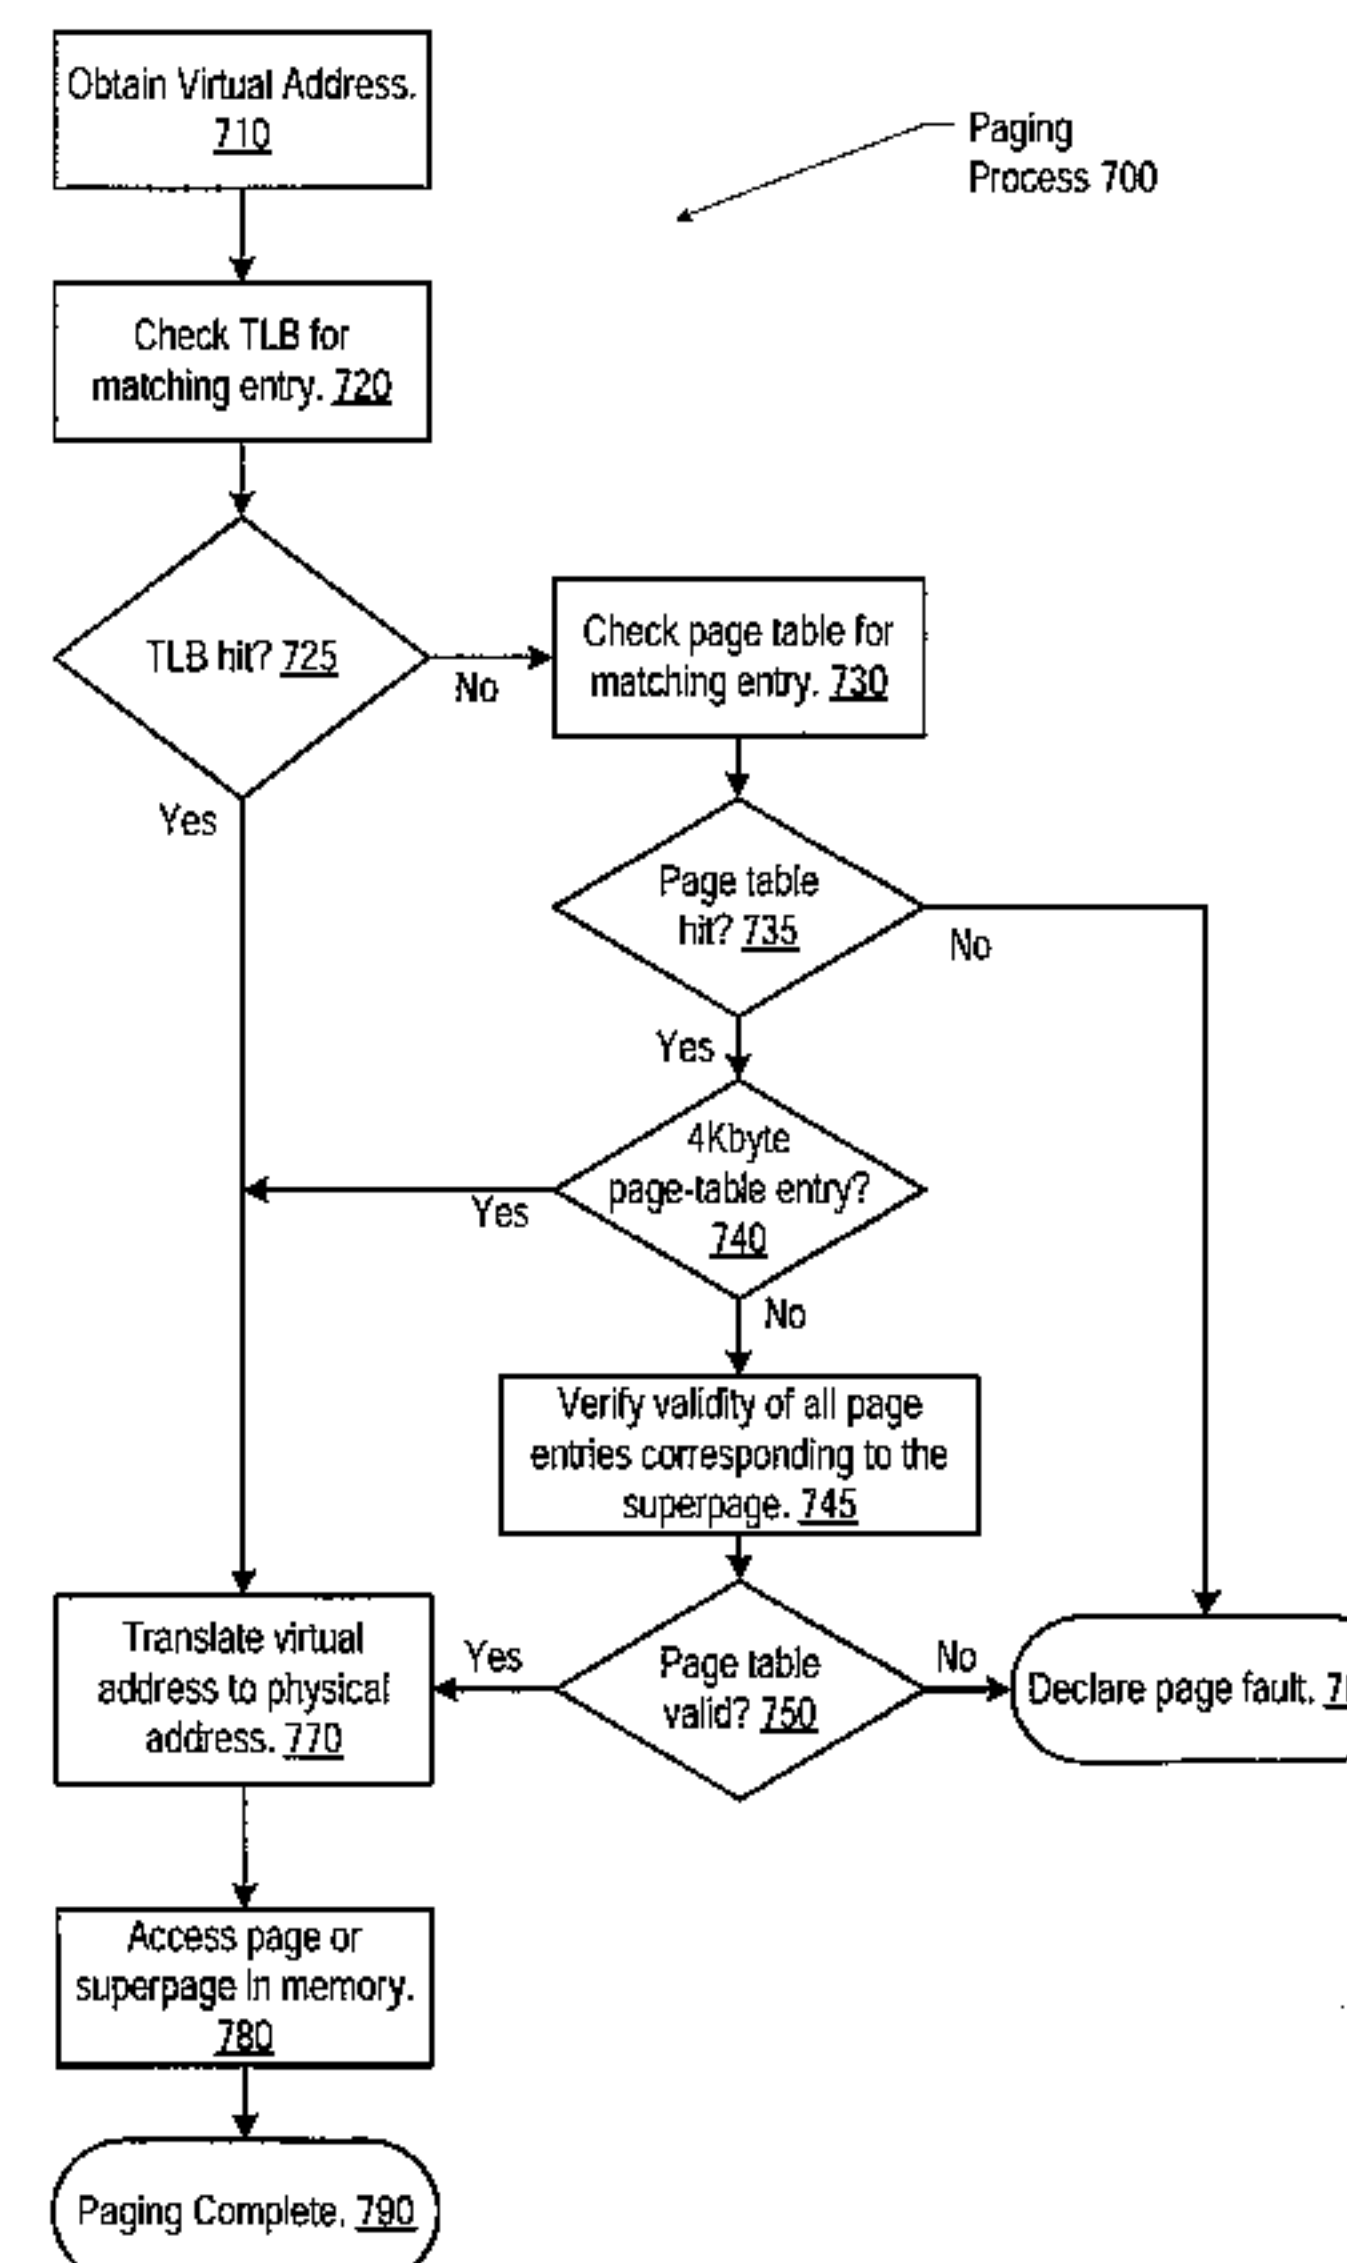 Obtain Virtual Address.
710
Paging
Process 700
Check TLB for
matching entry. 720
TLB hit? 725
No
Yes
Check page table for
matching entry. 730
Page table
hit? 735
No
Yes
4Kbyte
page-table entry?
740
Yes
No
Verify validity of all page
entries corresponding to the
superpage. 745
Page table
valid? 750
Yes
No
Declare page fault.
Translate virtual
address to physical
address. 770
Access page or
superpage in memory.
780
Paging Complete. 790